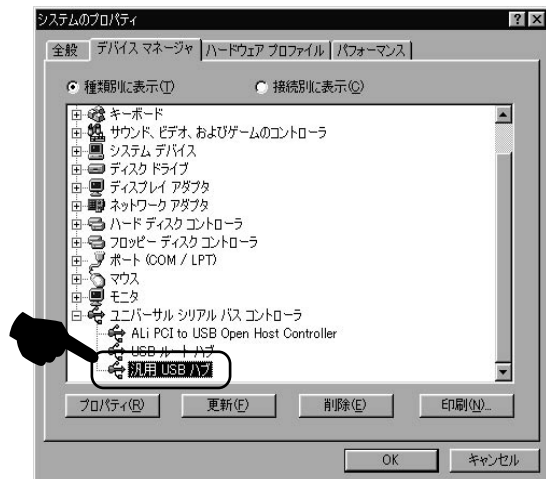 システムのプロパティ
全般 デバイス マネージャ ハードウェア プロファイル パフォーマンス
種類別に表示(T) 接続別に表示(C)
キーボード
サウンド、ビデオ、およびゲームのコントローラ
システム デバイス
ディスク ドライブ
ディスプレイ アダプタ
ネットワーク アダプタ
ハード ディスク コントローラ
フロッピー ディスク コントローラ
ポート (COM / LPT)
マウス
モニタ
ユニバーサル シリアル バス コントローラ
ALi PCI to USB Open Host Controller
USB ルート ハブ
汎用 USB ハブ
プロパティ(R) 更新(F) 削除(E) 印刷(N)...
OK キャンセル